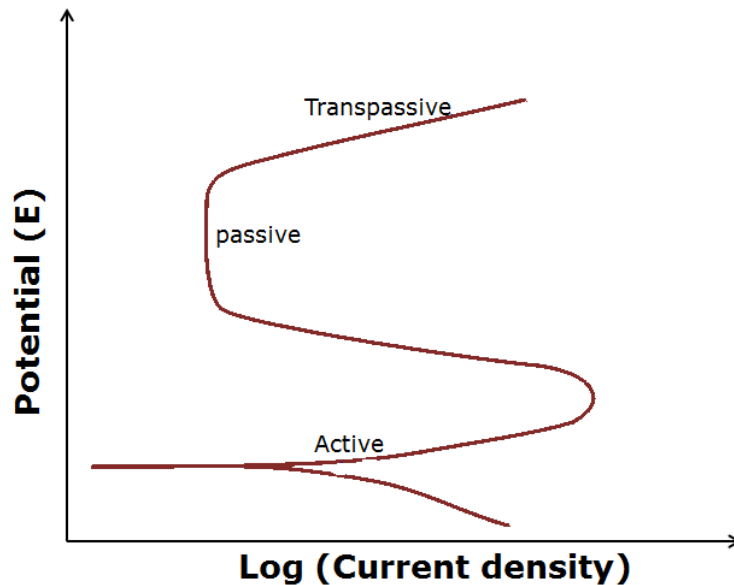 Transpassive
passive
Active
Potential (E)
Log (Current density)